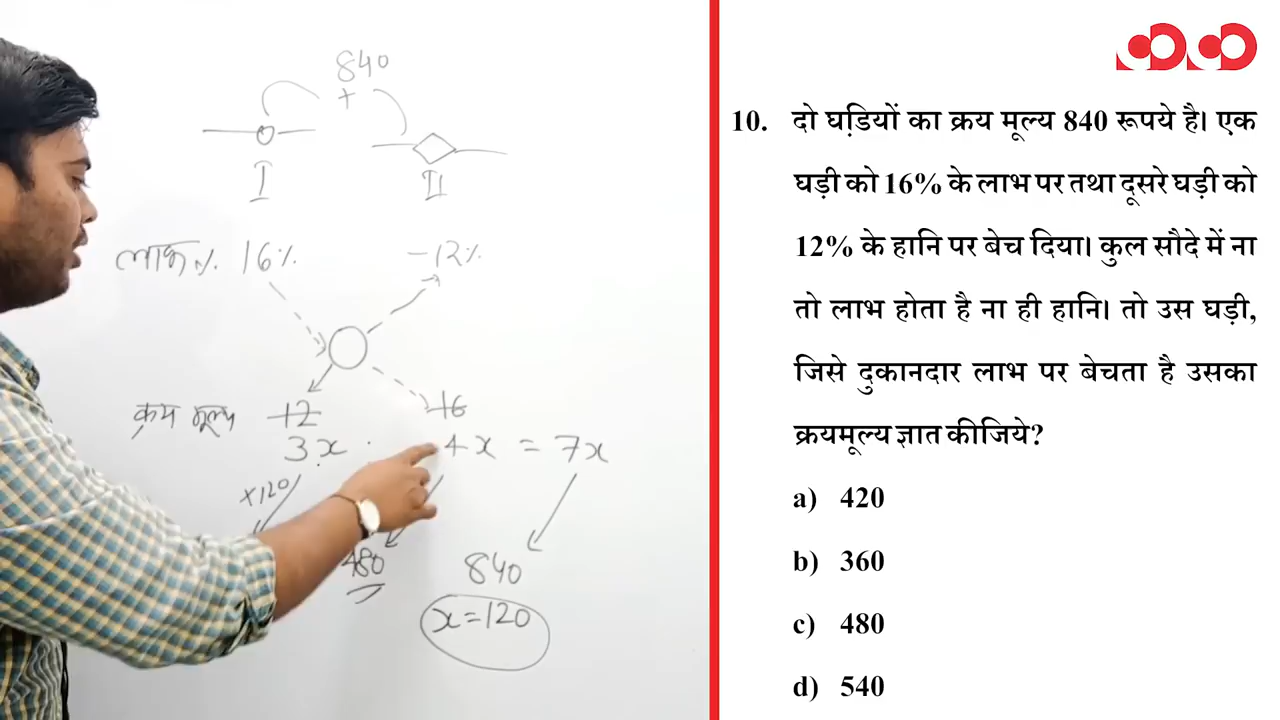 840
+
I
II
लाभ% 16%
-12%
क्रय मूल्य 12
16
3x : 4x = 7x
x120
480
840
x=120
10. दो घडि़यों का क्रय मूल्य 840 रूपये है। एक
घड़ी को 16% के लाभ पर तथा दूसरे घड़ी को
12% के हानि पर बेच दिया। कुल सौदे में ना
तो लाभ होता है ना ही हानि। तो उस घड़ी,
जिसे दुकानदार लाभ पर बेचता है उसका
क्रयमूल्य ज्ञात कीजिये?
a) 420
b) 360
c) 480
d) 540